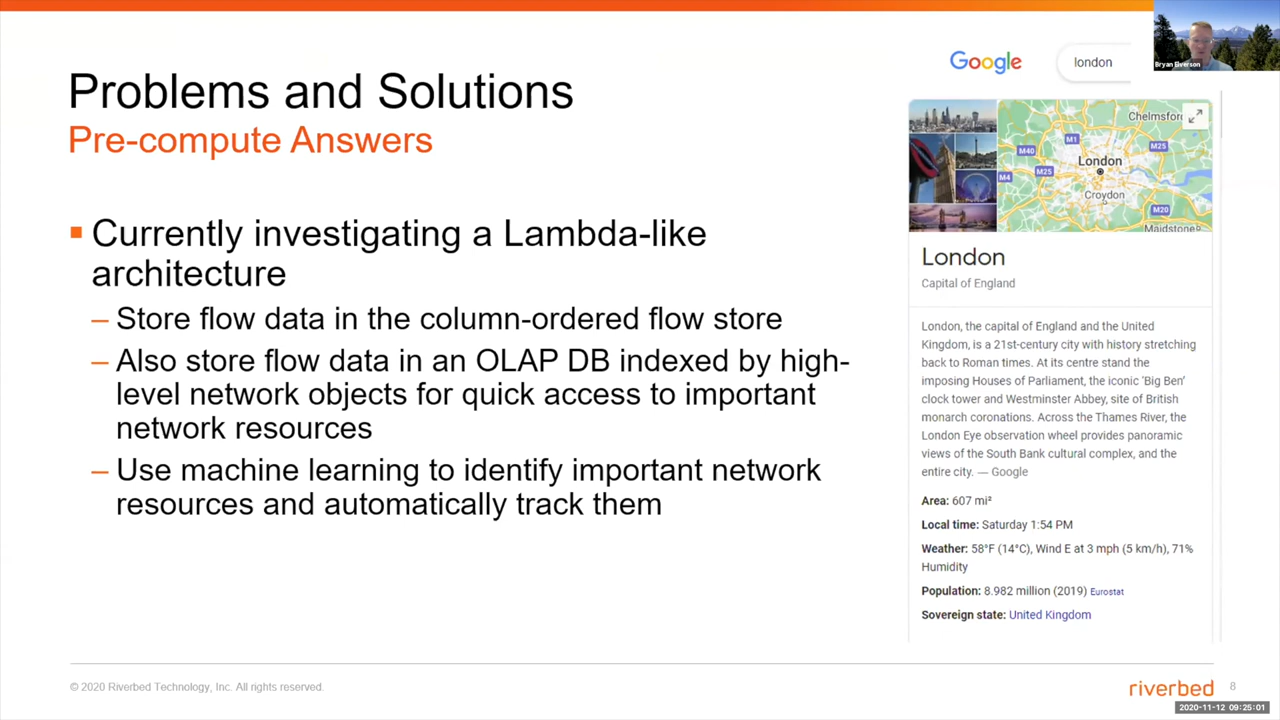 Problems and Solutions
Pre-compute Answers
Currently investigating a Lambda-like
architecture
– Store flow data in the column-ordered flow store
– Also store flow data in an OLAP DB indexed by high-
level network objects for quick access to important
network resources
– Use machine learning to identify important network
resources and automatically track them
Google
london
Bryan Elverson
Chelmsford
M1
M40
M25
London
M25
M4
Croydon
M20
Maidstone
London
Capital of England
London, the capital of England and the United
Kingdom, is a 21st-century city with history stretching
back to Roman times. At its centre stand the
imposing Houses of Parliament, the iconic 'Big Ben'
clock tower and Westminster Abbey, site of British
monarch coronations. Across the Thames River, the
London Eye observation wheel provides panoramic
views of the South Bank cultural complex, and the
entire city. — Google
Area: 607 mi²
Local time: Saturday 1:54 PM
Weather: 58°F (14°C), Wind E at 3 mph (5 km/h), 71%
Humidity
Population: 8.982 million (2019) Eurostat
Sovereign state: United Kingdom
© 2020 Riverbed Technology, Inc. All rights reserved.
riverbed
8
2020-11-12 09:25:01